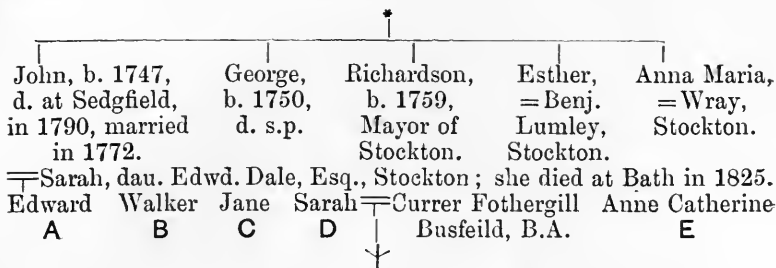 *
John, b. 1747, George, Richardson, Esther, Anna Maria,
d. at Sedgfield, b. 1750, b. 1759, =Benj. =Wray,
in 1790, married d. s.p. Mayor of Lumley, Stockton.
in 1772. Stockton. Stockton.
=Sarah, dau. Edwd. Dale, Esq., Stockton; she died at Bath in 1825.
Edward Walker Jane Sarah=Currer Fothergill Anne Catherine
A B C D Busfeild, B.A. E